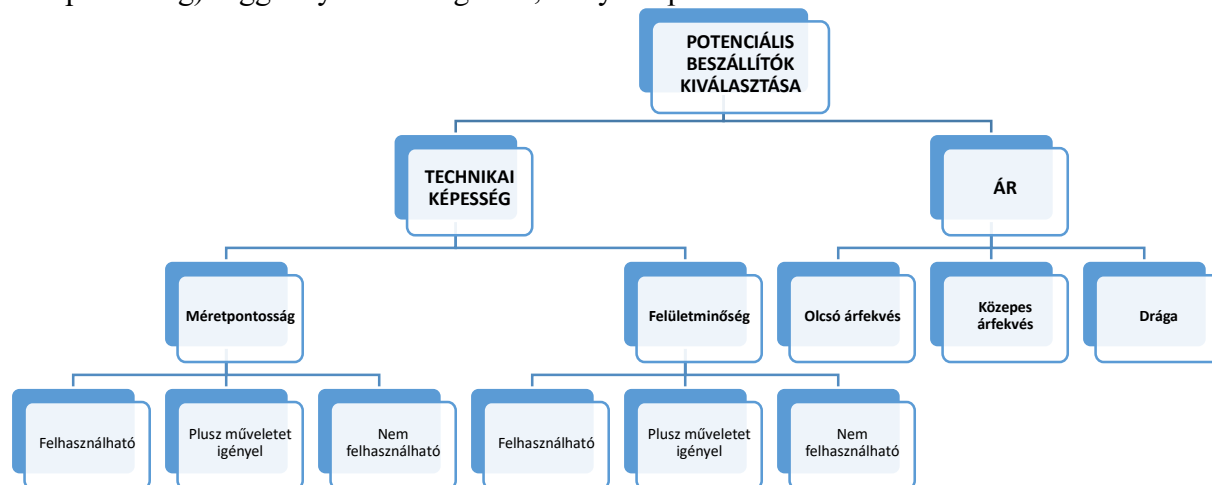 POTENCIÁLIS
BESZÁLLÍTÓK
KIVÁLASZTÁSA
TECHNIKAI
KÉPESSÉG
ÁR
Méretpontosság
Felületminőség
Olcsó árfekvés
Közepes
árfekvés
Drága
Felhasználható
Plusz műveletet
igényel
Nem
felhasználható
Felhasználható
Plusz műveletet
igényel
Nem
felhasználható